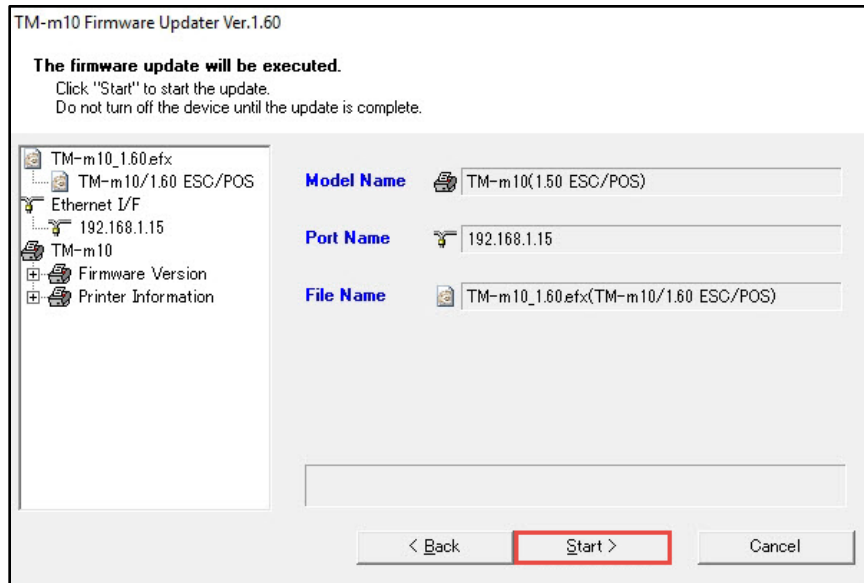 TM-m10 Firmware Updater Ver.1.60
The firmware update will be executed.
Click "Start" to start the update.
Do not turn off the device until the update is complete.
TM-m10_1.60.efx
TM-m10/1.60 ESC/POS
Ethernet I/F
192.168.1.15
TM-m10
Firmware Version
Printer Information
Model Name
TM-m10(1.50 ESC/POS)
Port Name
192.168.1.15
File Name
TM-m10_1.60.efx(TM-m10/1.60 ESC/POS)
< Back
Start >
Cancel